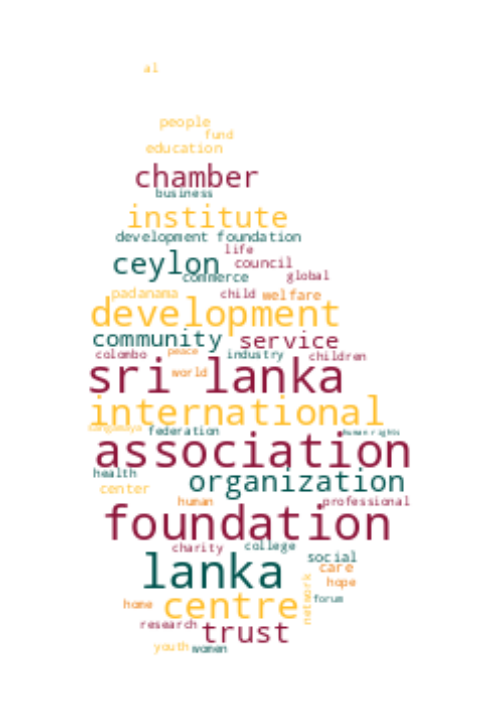 al
people
fund
education
chamber
business
institute
development foundation
life
ceylon council
commerce global
padanama child welfare
development
community service
colombo peace industry children
sri lanka
world
international
sangamaya federation human rights
association
health
organization
center
human professional
foundation
charity college
social
lanka care
hope
network
home centre forum
research trust
youth women